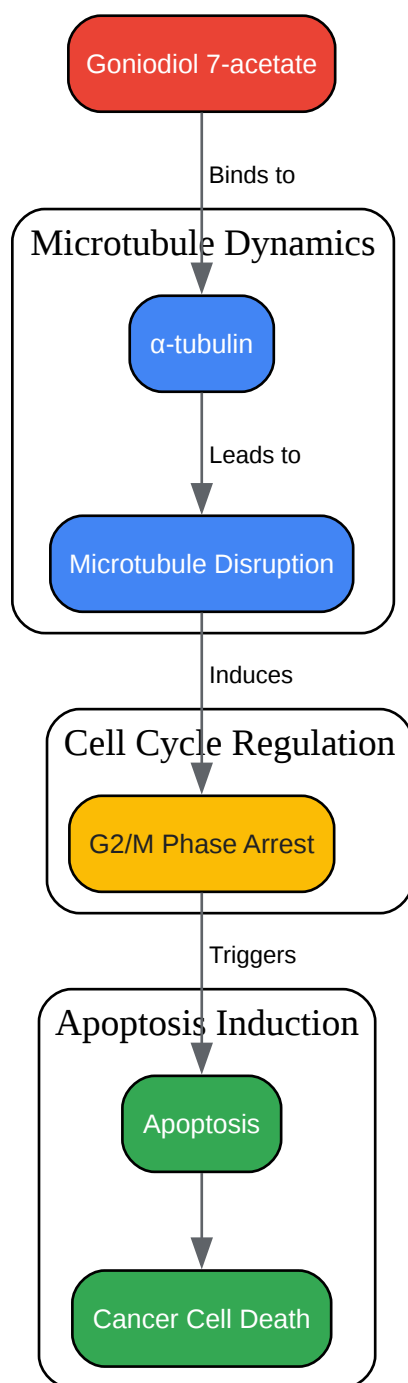 Goniodiol 7-acetate
Binds to
Microtubule Dynamics
α-tubulin
Leads to
Microtubule Disruption
Induces
Cell Cycle Regulation
G2/M Phase Arrest
Triggers
Apoptosis Induction
Apoptosis
Cancer Cell Death